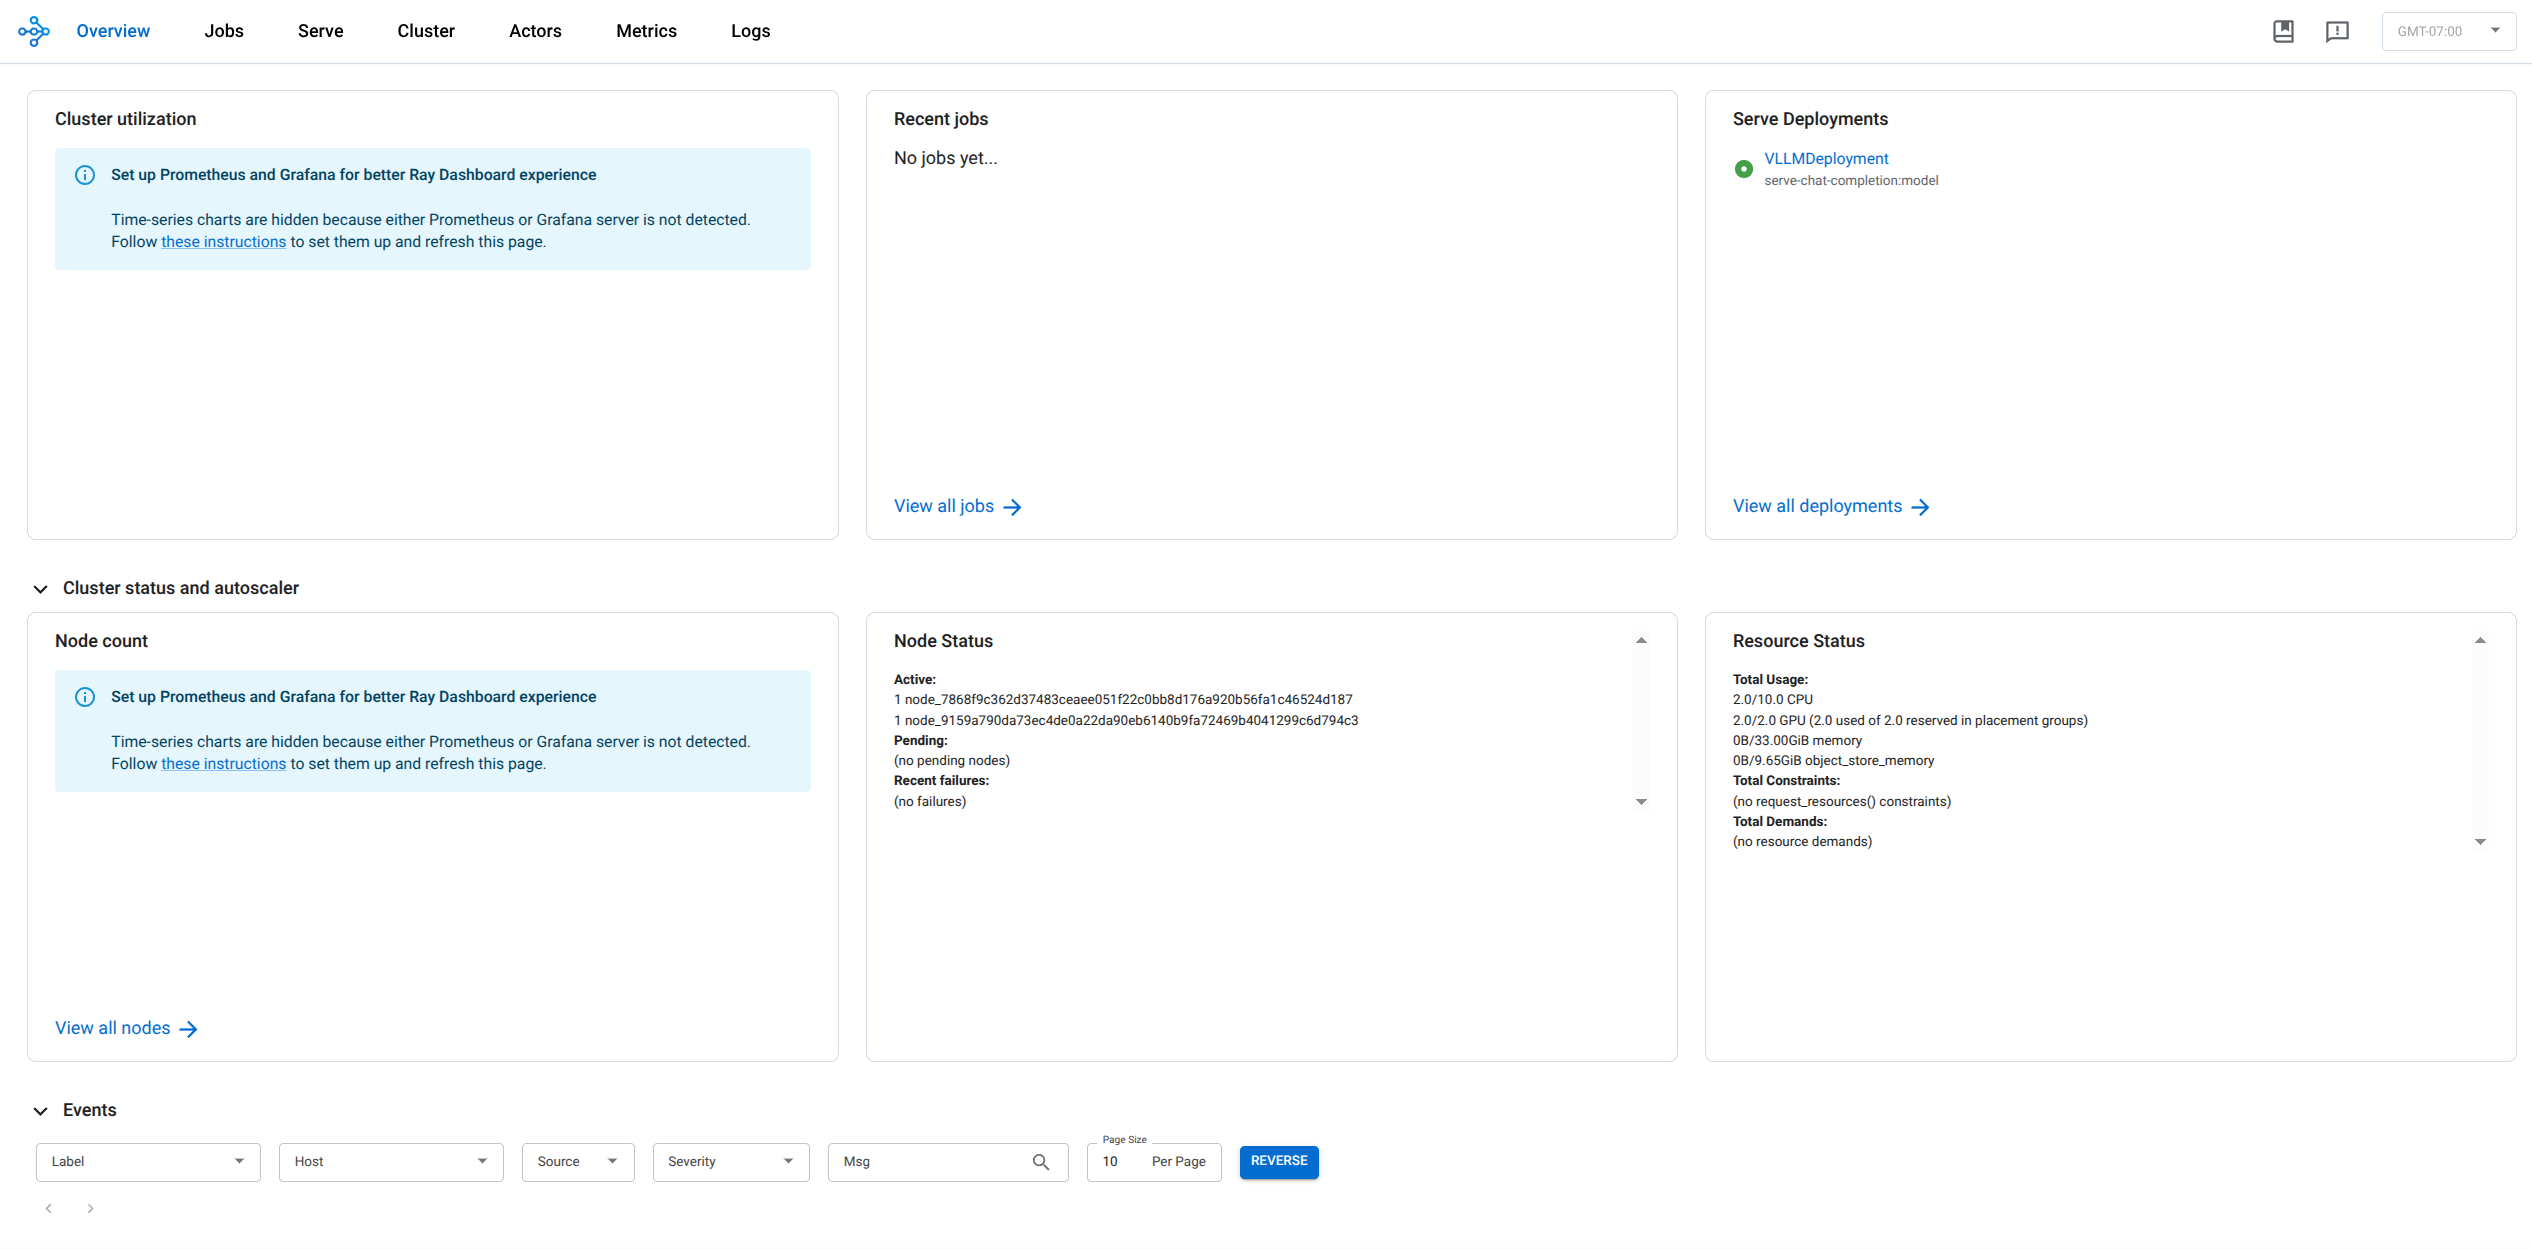 Overview Jobs Serve Cluster Actors Metrics Logs GMT-07:00
Cluster utilization
Set up Prometheus and Grafana for better Ray Dashboard experience
Time-series charts are hidden because either Prometheus or Grafana server is not detected.
Follow these instructions to set them up and refresh this page.
Recent jobs
No jobs yet...
View all jobs
Serve Deployments
VLLMDeployment
serve-chat-completion:model
View all deployments
Cluster status and autoscaler
Node count
Set up Prometheus and Grafana for better Ray Dashboard experience
Time-series charts are hidden because either Prometheus or Grafana server is not detected.
Follow these instructions to set them up and refresh this page.
View all nodes
Node Status
Active:
1 node_7868f9c362d37483ceaee051f22c0bb8d176a920b56fa1c46524d187
1 node_9159a790da73ec4de0a22da90eb6140b9fa72469b4041299c6d794c3
Pending:
(no pending nodes)
Recent failures:
(no failures)
Resource Status
Total Usage:
2.0/10.0 CPU
2.0/2.0 GPU (2.0 used of 2.0 reserved in placement groups)
0B/33.00GiB memory
0B/9.65GiB object_store_memory
Total Constraints:
(no request_resources() constraints)
Total Demands:
(no resource demands)
Events
Label Host Source Severity Msg Page Size 10 Per Page REVERSE